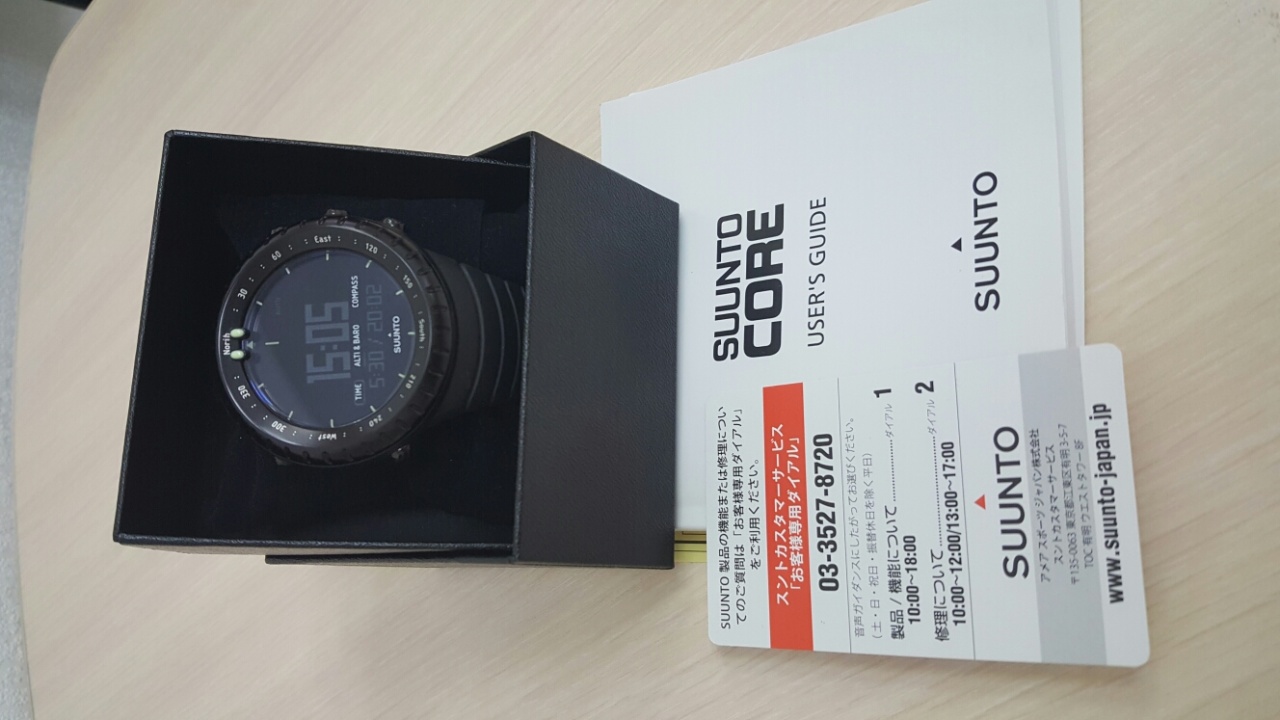 North
30
60
East
120
150
South
210
240
West
300
330
15:05
TIME ALTI & BARO COMPASS
5:30 / 20:02
SUUNTO
SUUNTO
CORE
USER'S GUIDE
SUUNTO
SUUNTO 製品の機能または修理につい
てのご質問は「お客様専用ダイアル」
をご利用ください。
スントカスタマーサービス
「お客様専用ダイアル」
03-3527-8720
音声ガイダンスにしたがってお選びください。
(土・日・祝日・振替休日を除く平日)
製品 / 機能について ........................ダイアル 1
10:00~18:00
修理について........................ダイアル 2
10:00~12:00/13:00~17:00
SUUNTO
アメアスポーツジャパン株式会社
スントカスタマーサービス
〒135-0063 東京都江東区有明 3-5-7
TOC 有明 ウエストタワー 部
www.suunto-japan.jp